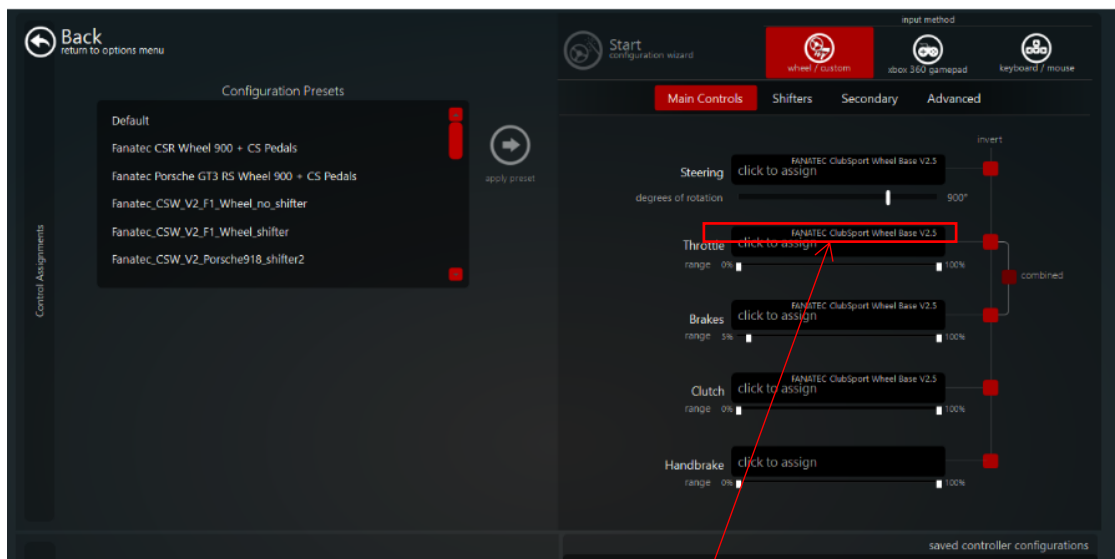 Back
return to options menu
Configuration Presets
Default
Fanatec CSR Wheel 900 + CS Pedals
Fanatec Porsche GT3 RS Wheel 900 + CS Pedals
Fanatec_CSW_V2_F1_Wheel_no_shifter
Fanatec_CSW_V2_F1_Wheel_shifter
Fanatec_CSW_V2_Porsche918_shifter2
Control Assignments
apply preset
Start
configuration wizard
input method
wheel / custom
xbox 360 gamepad
keyboard / mouse
Main Controls Shifters Secondary Advanced
invert
FANATEC ClubSport Wheel Base V2.5
Steering click to assign
degrees of rotation 900°
FANATEC ClubSport Wheel Base V2.5
Throttle click to assign
range 0% 100%
combined
FANATEC ClubSport Wheel Base V2.5
Brakes click to assign
range 5% 100%
FANATEC ClubSport Wheel Base V2.5
Clutch click to assign
range 0% 100%
Handbrake click to assign
range 0% 100%
saved controller configurations